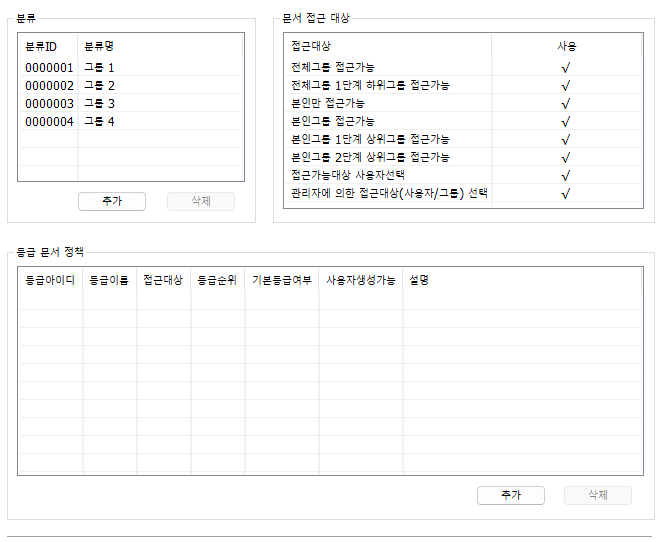 분류
분류ID 분류명
0000001 그룹 1
0000002 그룹 2
0000003 그룹 3
0000004 그룹 4
추가 삭제
문서 접근 대상
접근대상 사용
전체그룹 접근가능 √
전체그룹 1단계 하위그룹 접근가능 √
본인만 접근가능 √
본인그룹 접근가능 √
본인그룹 1단계 상위그룹 접근가능 √
본인그룹 2단계 상위그룹 접근가능 √
접근가능대상 사용자선택 √
관리자에 의한 접근대상(사용자/그룹) 선택 √
등급 문서 정책
등급아이디 등급이름 접근대상 등급순위 기본등급여부 사용자생성가능 설명
추가 삭제